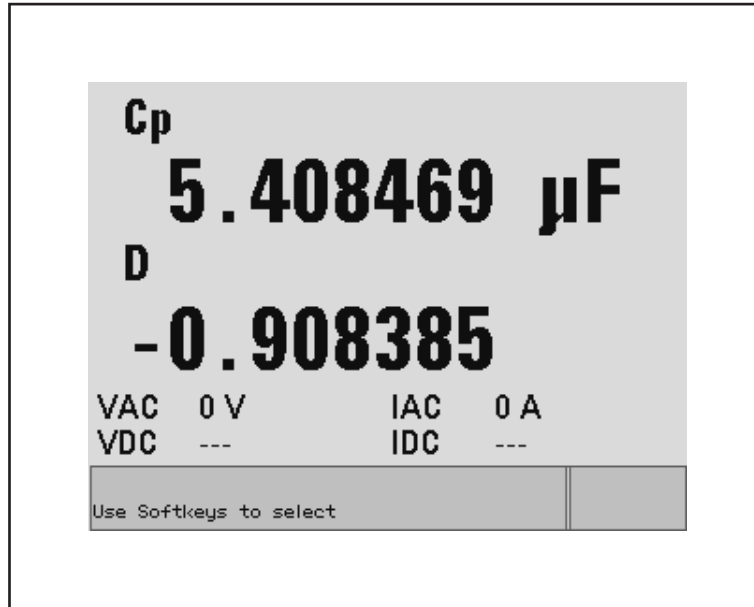 Cp
5.408469 µF
D
-0.908385
VAC 0 V IAC 0 A
VDC --- IDC ---
Use Softkeys to select